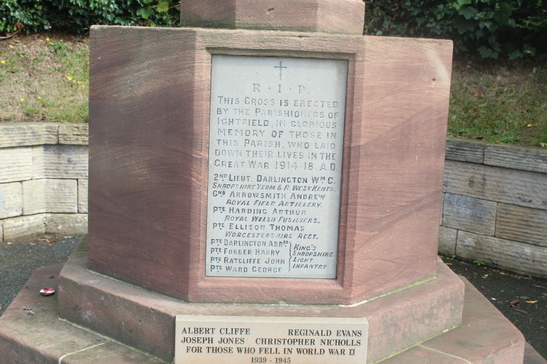 R · I · P
THIS CROSS IS ERECTED
BY THE PARISHIONERS OF
IGHTFIELD, IN GLORIOUS
MEMORY OF THOSE IN
THIS PARISH, WHO LAID
DOWN THEIR LIVES IN THE
GREAT WAR 1914-18 A.D
2ND LIEUT. DARLINGTON WM C.
SHROPSHIRE YEOM & R. WEST KENTS.
GNR ARROWSMITH ANDREW
ROYAL FIELD ARTILLERY.
PTE HARDING ARTHUR
ROYAL WELSH FUSILIERS.
PTE ELLISON THOMAS
WORCESTERSHIRE REGT.
PTE DARLINGTON ABRM
PTE FURBER HARRY
PTE RATCLIFFE JOHN
PTE WARD GEORGE
KING'S
SHROPSHIRE
LIGHT
INFANTRY
ALBERT CLIFFE REGINALD EVANS
JOSEPH JONES CHRISTOPHER NICHOLLS
FOR THOSE WHO FELL IN WORLD WAR II
1939 - 1945